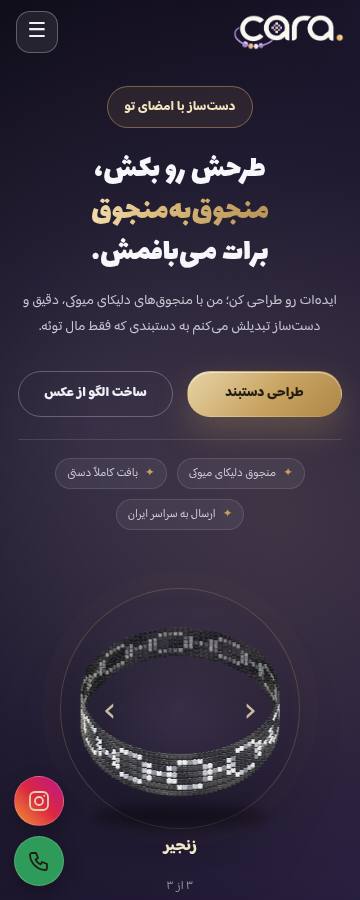 cara.
دست‌ساز با امضای تو
طرحش رو بکش،
منجوق‌به‌منجوق
برات می‌بافمش.
ایده‌ات رو طراحی کن؛ من با منجوق‌های دلیکای میوکی، دقیق و
دست‌ساز تبدیلش می‌کنم به دستبندی که فقط مال توئه.
طراحی دستبند
ساخت الگو از عکس
✦ منجوق دلیکای میوکی
✦ بافت کاملاً دستی
✦ ارسال به سراسر ایران
زنجیر
۳ از ۳